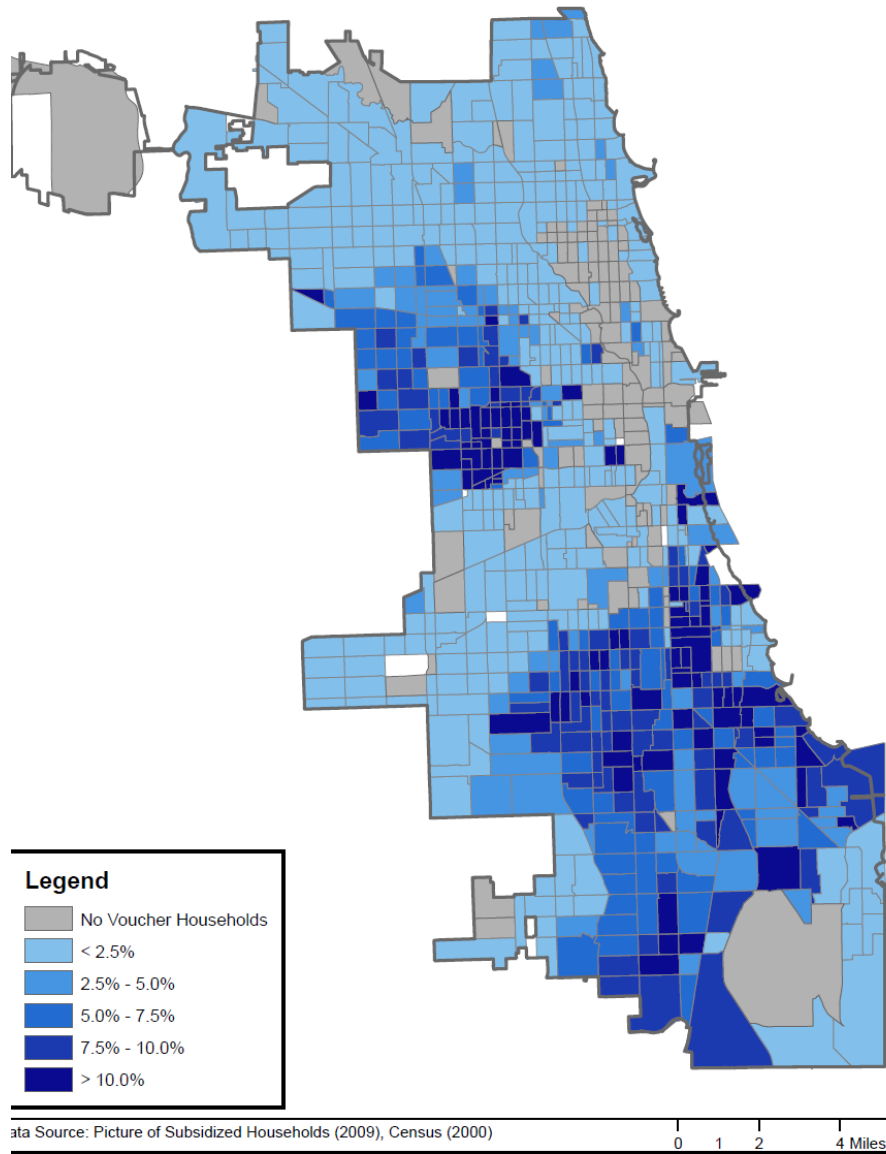 Legend
No Voucher Households
< 2.5%
2.5% - 5.0%
5.0% - 7.5%
7.5% - 10.0%
> 10.0%
ata Source: Picture of Subsidized Households (2009), Census (2000)
0 1 2 4 Miles